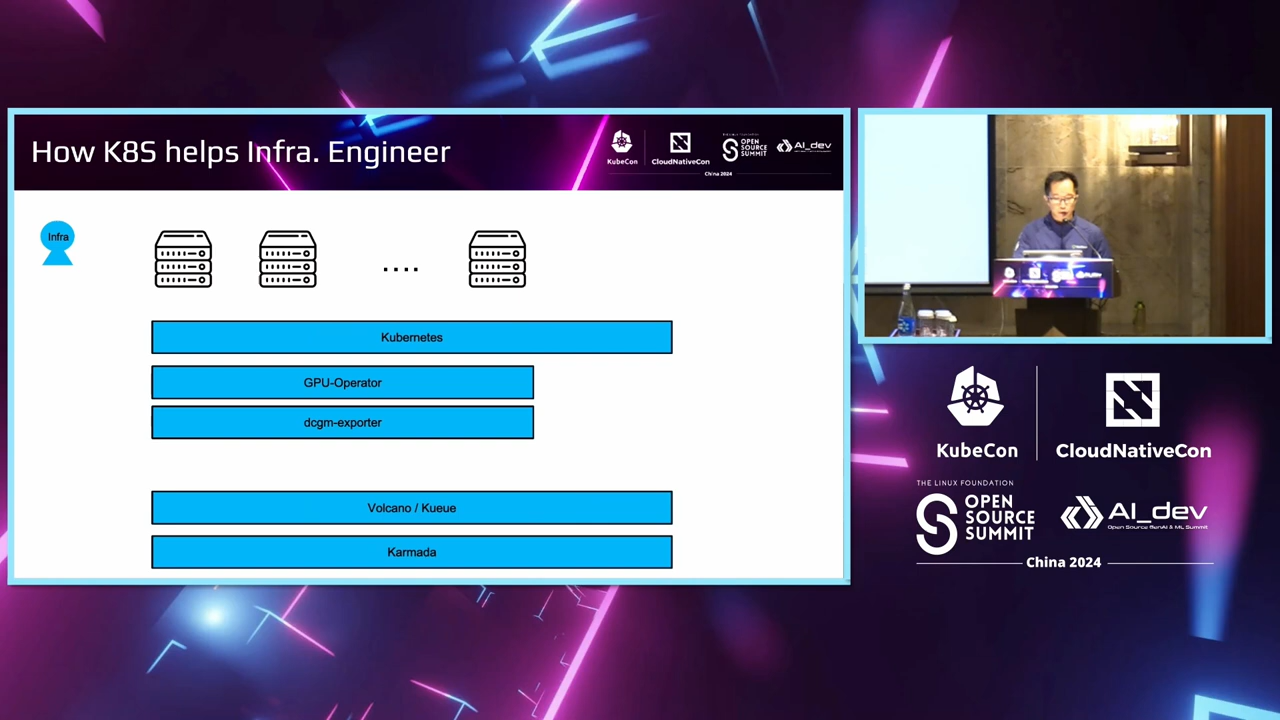 How K8S helps Infra. Engineer
KubeCon
CloudNativeCon
OPEN
SOURCE
SUMMIT
AI_dev
China 2024
Infra
....
Kubernetes
GPU-Operator
dcgm-exporter
Volcano / Kueue
Karmada
KubeCon
CloudNativeCon
THE LINUX FOUNDATION
OPEN
SOURCE
SUMMIT
AI_dev
Open Source GenAI & ML Summit
China 2024